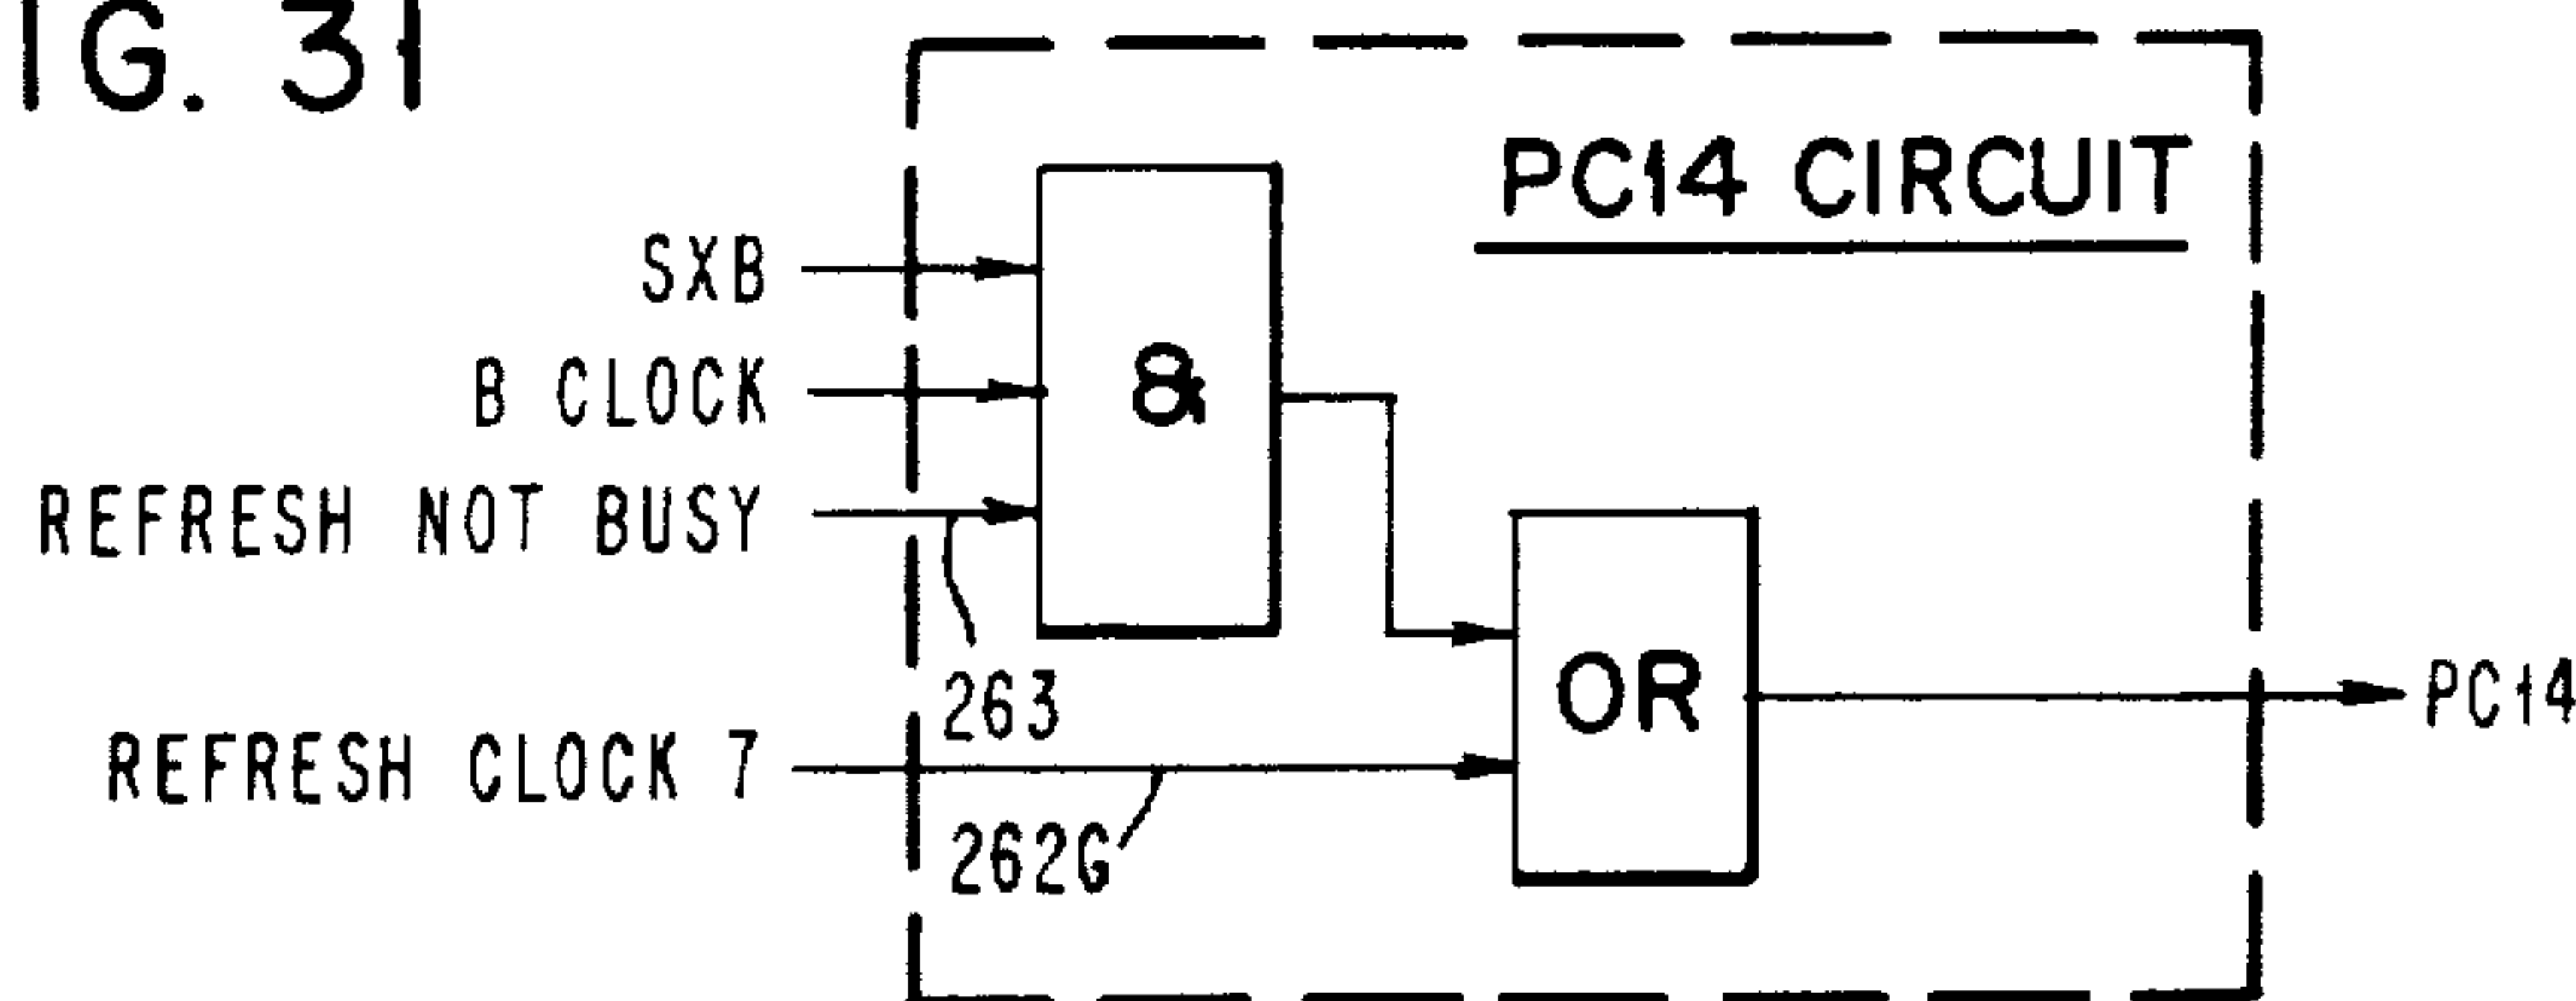 IG. 31
PC14 CIRCUIT
SXB
B CLOCK
&
REFRESH NOT BUSY
263
OR
PC14
REFRESH CLOCK 7
262G